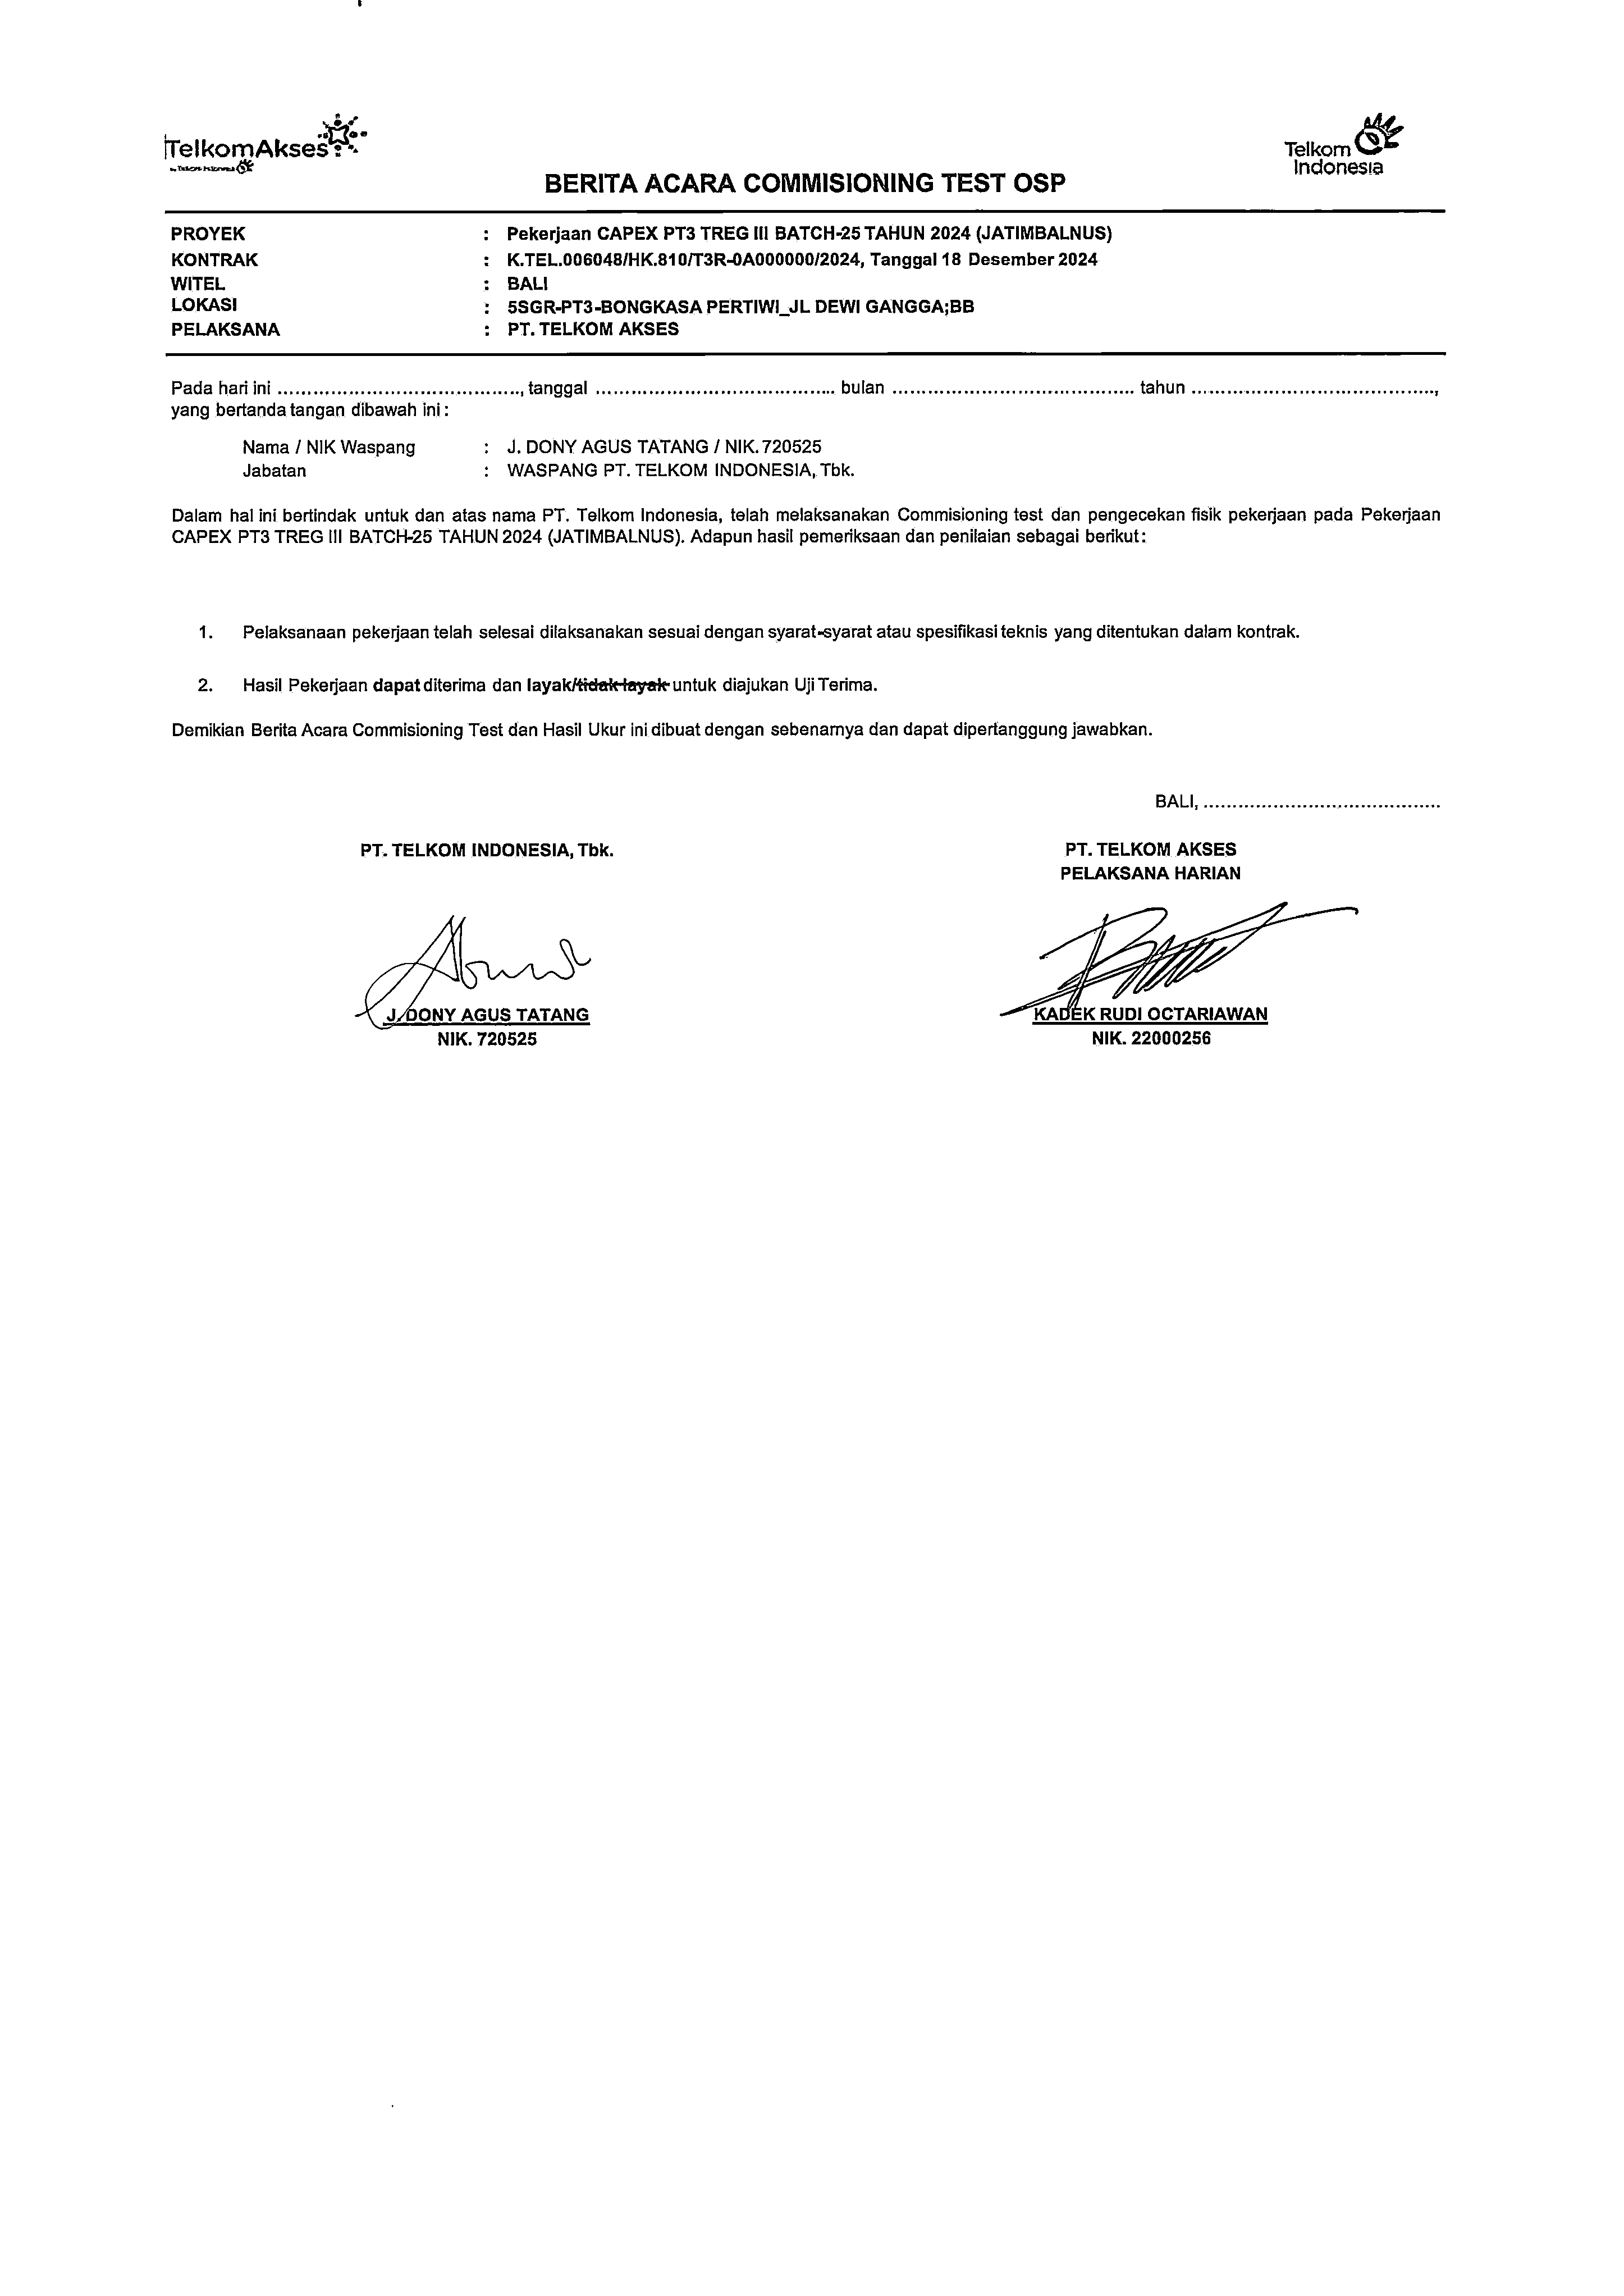 TelkomAkses
by Telkom Indonesia
Telkom
Indonesia
BERITA ACARA COMMISIONING TEST OSP
PROYEK : Pekerjaan CAPEX PT3 TREG III BATCH-25 TAHUN 2024 (JATIMBALNUS)
KONTRAK : K.TEL.006048/HK.810/T3R-0A000000/2024, Tanggal 18 Desember 2024
WITEL : BALI
LOKASI : 5SGR-PT3-BONGKASA PERTIWI_JL DEWI GANGGA;BB
PELAKSANA : PT. TELKOM AKSES
Pada hari ini ........................................, tanggal ........................................ bulan ........................................ tahun ........................................,
yang bertanda tangan dibawah ini :
Nama / NIK Waspang : J. DONY AGUS TATANG / NIK. 720525
Jabatan : WASPANG PT. TELKOM INDONESIA, Tbk.
Dalam hal ini bertindak untuk dan atas nama PT. Telkom Indonesia, telah melaksanakan Commisioning test dan pengecekan fisik pekerjaan pada Pekerjaan
CAPEX PT3 TREG III BATCH-25 TAHUN 2024 (JATIMBALNUS). Adapun hasil pemeriksaan dan penilaian sebagai berikut :
1. Pelaksanaan pekerjaan telah selesai dilaksanakan sesuai dengan syarat-syarat atau spesifikasi teknis yang ditentukan dalam kontrak.
2. Hasil Pekerjaan dapat diterima dan layak/tidak layak untuk diajukan Uji Terima.
Demikian Berita Acara Commisioning Test dan Hasil Ukur ini dibuat dengan sebenarnya dan dapat dipertanggung jawabkan.
BALI, ........................................
PT. TELKOM INDONESIA, Tbk.
PT. TELKOM AKSES
PELAKSANA HARIAN
J. DONY AGUS TATANG
NIK. 720525
KADEK RUDI OCTARIAWAN
NIK. 22000256